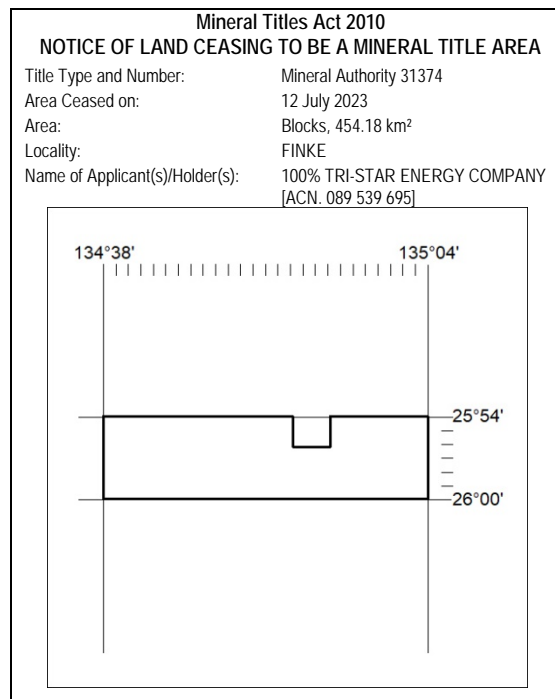 Mineral Titles Act 2010
NOTICE OF LAND CEASING TO BE A MINERAL TITLE AREA
Title Type and Number: Mineral Authority 31374
Area Ceased on: 12 July 2023
Area: Blocks, 454.18 km²
Locality: FINKE
Name of Applicant(s)/Holder(s): 100% TRI-STAR ENERGY COMPANY
[ACN. 089 539 695]
134°38' 135°04'
25°54'
26°00'